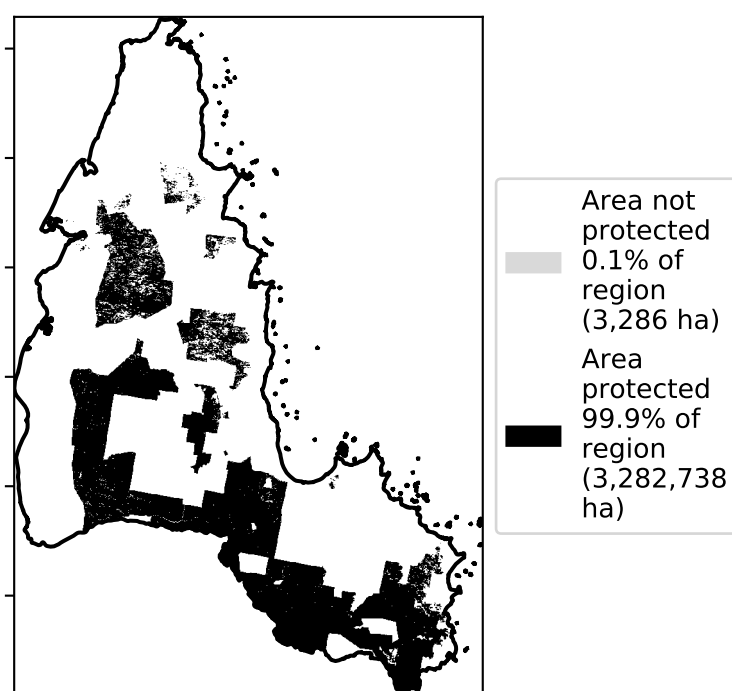 Area not
protected
0.1% of
region
(3,286 ha)
Area
protected
99.9% of
region
(3,282,738
ha)